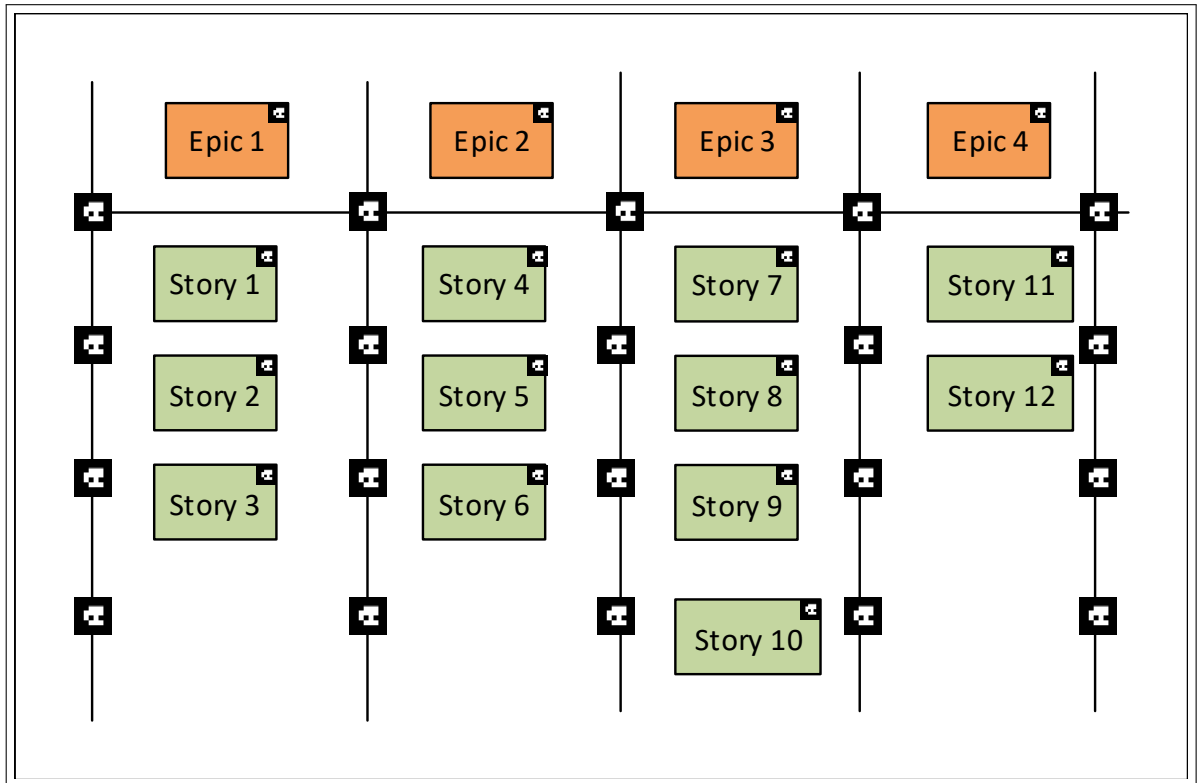 Epic 1
Epic 2
Epic 3
Epic 4
Story 1
Story 4
Story 7
Story 11
Story 2
Story 5
Story 8
Story 12
Story 3
Story 6
Story 9
Story 10